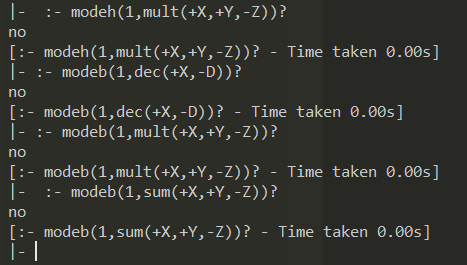 |-  :- modeh(1,mult(+X,+Y,-Z))?
no
[:- modeh(1,mult(+X,+Y,-Z))? - Time taken 0.00s]
|- :- modeb(1,dec(+X,-D))?
no
[:- modeb(1,dec(+X,-D))? - Time taken 0.00s]
|- :- modeb(1,mult(+X,+Y,-Z))?
no
[:- modeb(1,mult(+X,+Y,-Z))? - Time taken 0.00s]
|-  :- modeb(1,sum(+X,+Y,-Z))?
no
[:- modeb(1,sum(+X,+Y,-Z))? - Time taken 0.00s]
|-